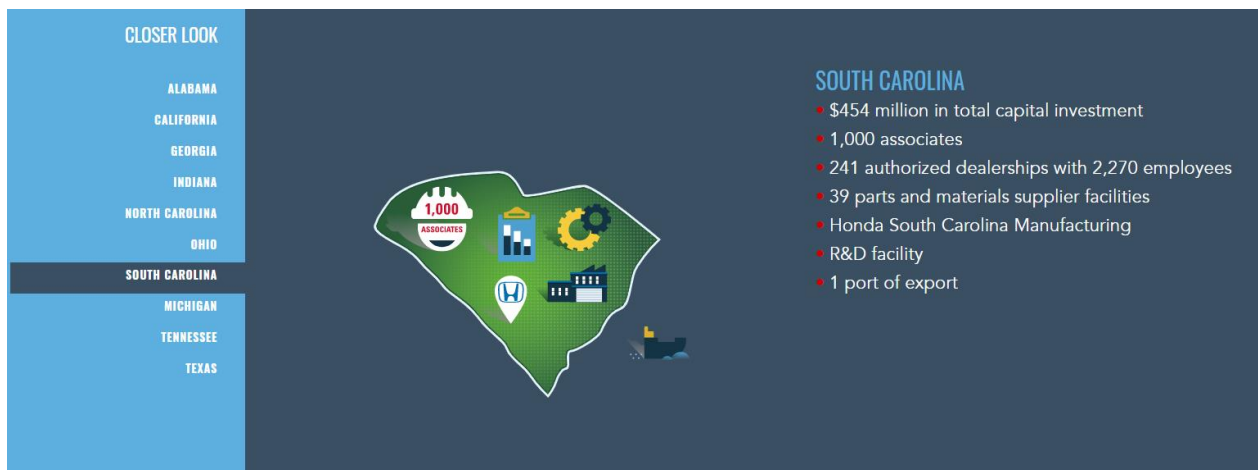 CLOSER LOOK
ALABAMA
CALIFORNIA
GEORGIA
INDIANA
NORTH CAROLINA
OHIO
SOUTH CAROLINA
MICHIGAN
TENNESSEE
TEXAS
1,000
ASSOCIATES
SOUTH CAROLINA
• $454 million in total capital investment
• 1,000 associates
• 241 authorized dealerships with 2,270 employees
• 39 parts and materials supplier facilities
• Honda South Carolina Manufacturing
• R&D facility
• 1 port of export